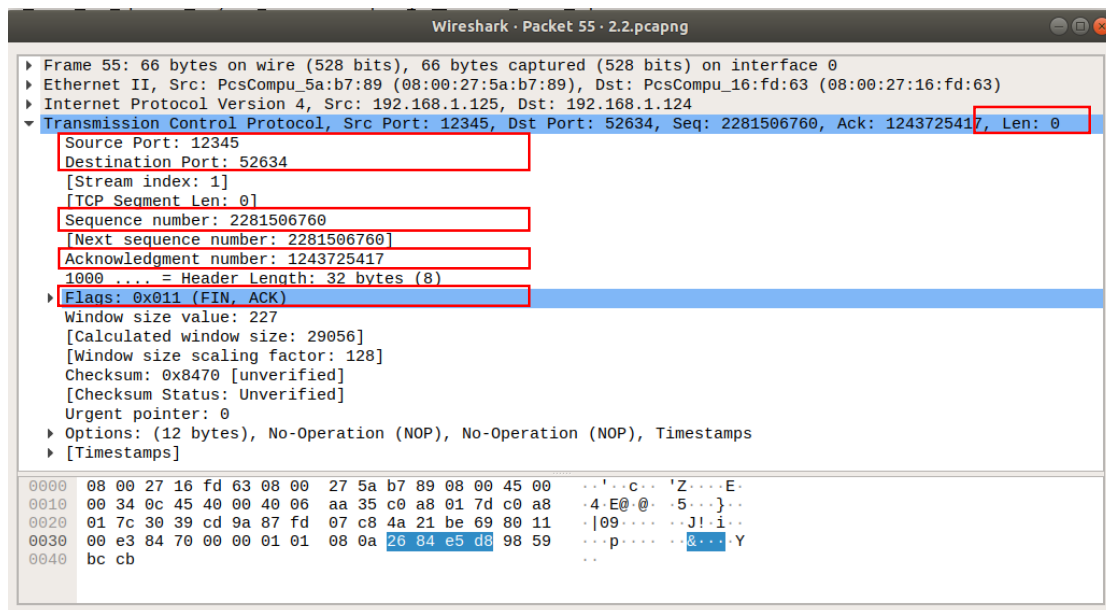 Wireshark · Packet 55 · 2.2.pcapng
Frame 55: 66 bytes on wire (528 bits), 66 bytes captured (528 bits) on interface 0
Ethernet II, Src: PcsCompu_5a:b7:89 (08:00:27:5a:b7:89), Dst: PcsCompu_16:fd:63 (08:00:27:16:fd:63)
Internet Protocol Version 4, Src: 192.168.1.125, Dst: 192.168.1.124
Transmission Control Protocol, Src Port: 12345, Dst Port: 52634, Seq: 2281506760, Ack: 1243725417, Len: 0
Source Port: 12345
Destination Port: 52634
[Stream index: 1]
[TCP Segment Len: 0]
Sequence number: 2281506760
[Next sequence number: 2281506760]
Acknowledgment number: 1243725417
1000 .... = Header Length: 32 bytes (8)
Flags: 0x011 (FIN, ACK)
Window size value: 227
[Calculated window size: 29056]
[Window size scaling factor: 128]
Checksum: 0x8470 [unverified]
[Checksum Status: Unverified]
Urgent pointer: 0
Options: (12 bytes), No-Operation (NOP), No-Operation (NOP), Timestamps
[Timestamps]
0000 08 00 27 16 fd 63 08 00 27 5a b7 89 08 00 45 00 ··'··c·· 'Z····E·
0010 00 34 0c 45 40 00 40 06 aa 35 c0 a8 01 7d c0 a8 ·4·E@·@· ·5···}··
0020 01 7c 30 39 cd 9a 87 fd 07 c8 4a 21 be 69 80 11 ·|09···· ··J!·i··
0030 00 e3 84 70 00 00 01 01 08 0a 26 84 e5 d8 98 59 ···p···· ··&····Y
0040 bc cb ··